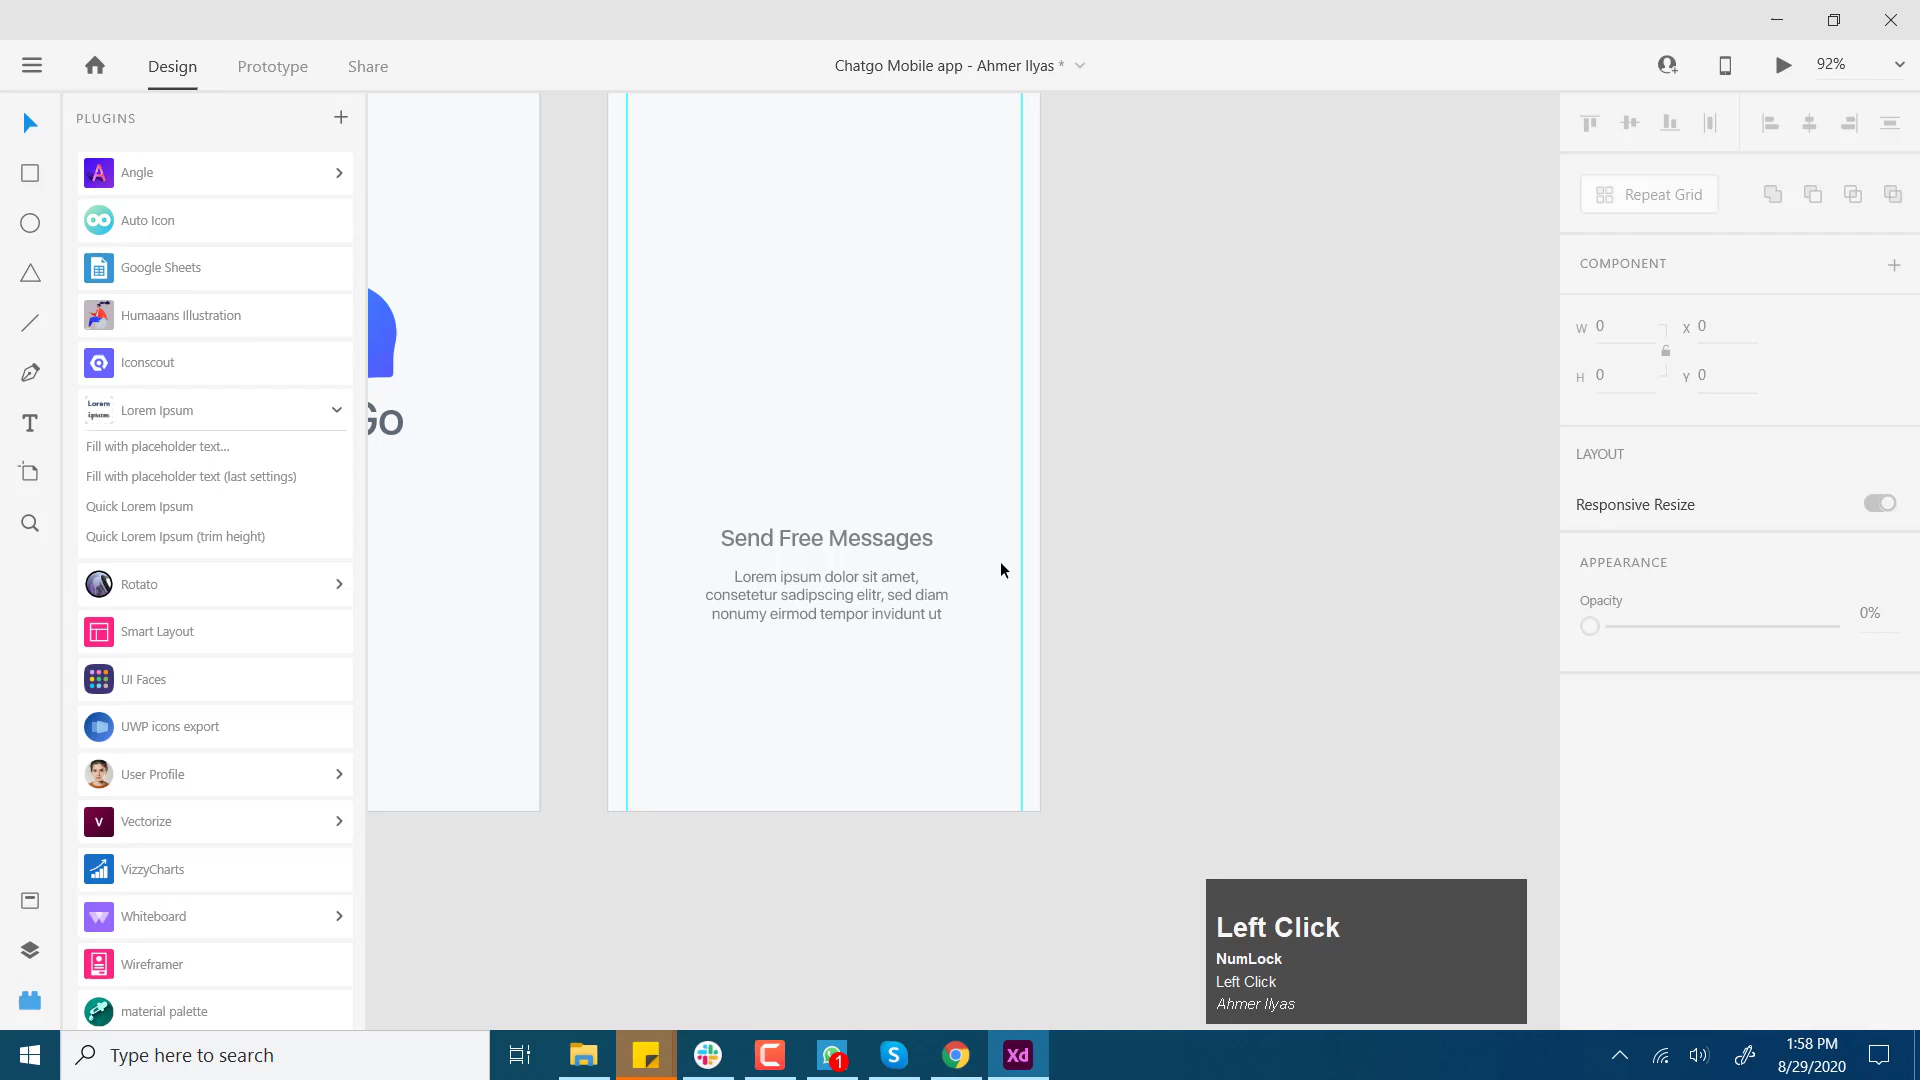 Design
Prototype
Share
Chatgo Mobile app - Ahmer Ilyas *
92%
PLUGINS
Angle
Auto Icon
Google Sheets
Humaaans Illustration
Iconscout
Lorem ipsum
Lorem Ipsum
Fill with placeholder text...
Fill with placeholder text (last settings)
Quick Lorem Ipsum
Quick Lorem Ipsum (trim height)
Rotato
Smart Layout
UI Faces
UWP icons export
User Profile
V
Vectorize
VizzyCharts
Whiteboard
Wireframer
material palette
Go
Send Free Messages
Lorem ipsum dolor sit amet,
consetetur sadipscing elitr, sed diam
nonumy eirmod tempor invidunt ut
Repeat Grid
COMPONENT
W 0
X 0
H 0
Y 0
LAYOUT
Responsive Resize
APPEARANCE
Opacity
0%
Left Click
NumLock
Left Click
Ahmer Ilyas
Type here to search
1
Xd
1:58 PM
8/29/2020